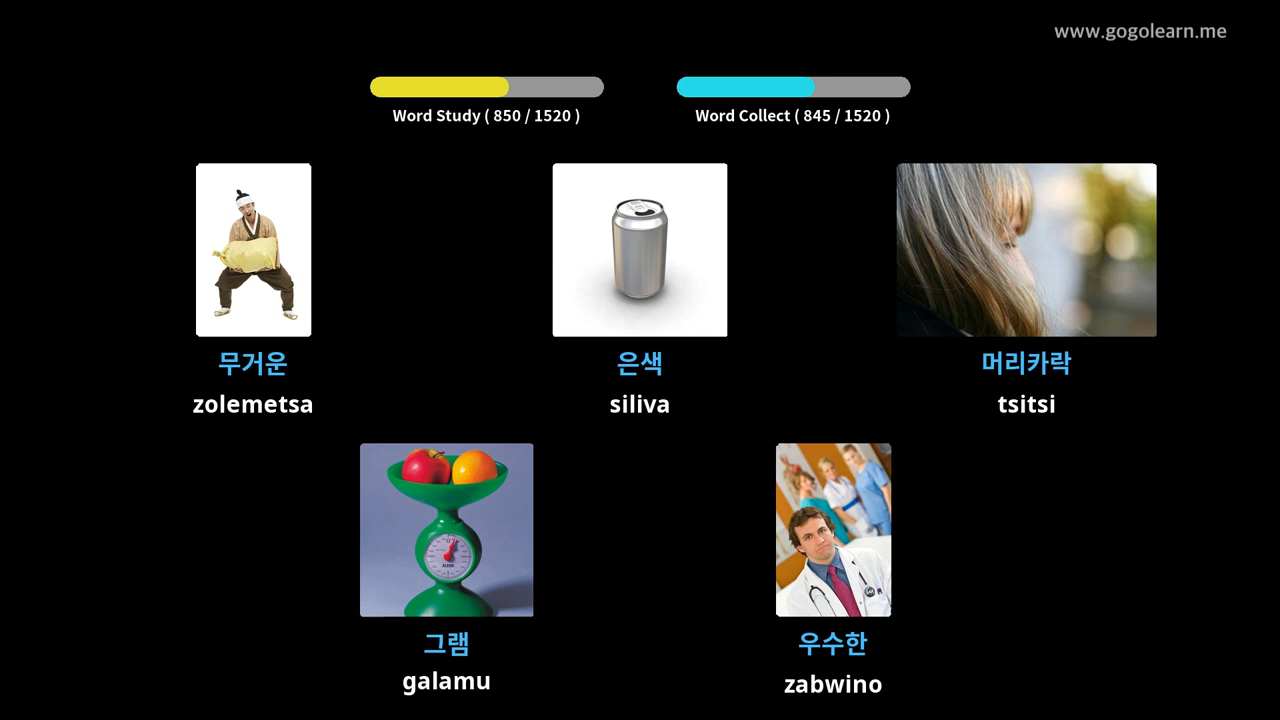 www.gogolearn.me
Word Study ( 850 / 1520 )
Word Collect ( 845 / 1520 )
무거운
은색
머리카락
zolemetsa
siliva
tsitsi
그램
우수한
galamu
zabwino